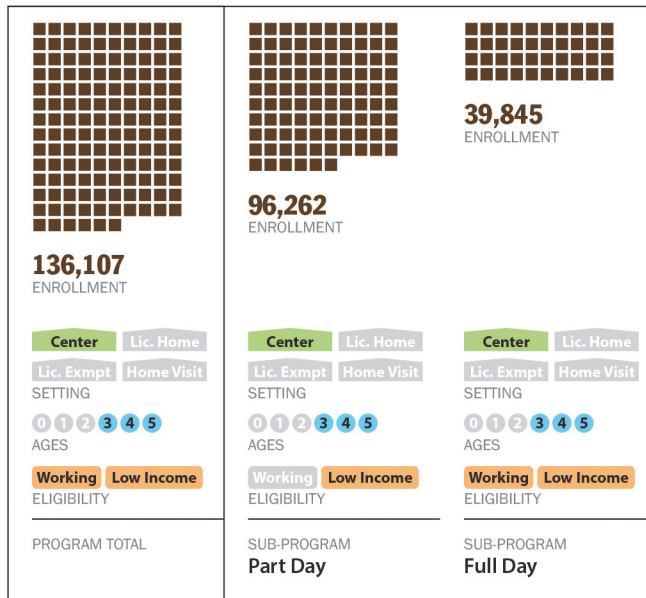 136,107
ENROLLMENT
Center Lic. Home
Lic. Exmpt Home Visit
SETTING
0 1 2 3 4 5
AGES
Working Low Income
ELIGIBILITY
PROGRAM TOTAL
96,262
ENROLLMENT
Center Lic. Home
Lic. Exmpt Home Visit
SETTING
0 1 2 3 4 5
AGES
Working Low Income
ELIGIBILITY
SUB-PROGRAM
Part Day
39,845
ENROLLMENT
Center Lic. Home
Lic. Exmpt Home Visit
SETTING
0 1 2 3 4 5
AGES
Working Low Income
ELIGIBILITY
SUB-PROGRAM
Full Day